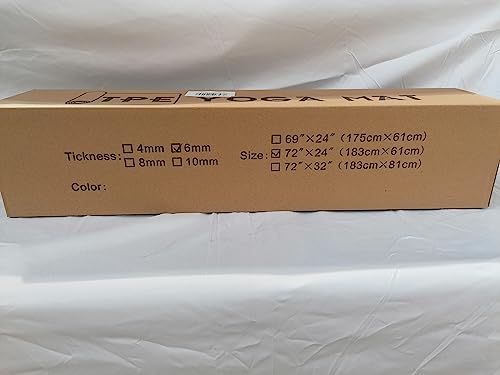 TPE YOGA MAT
Tickness: ☐ 4mm ☑ 6mm
☐ 8mm ☐ 10mm
Size: ☐ 69″×24″ (175cm×61cm)
☑ 72″×24″ (183cm×61cm)
☐ 72″×32″ (183cm×81cm)
Color: